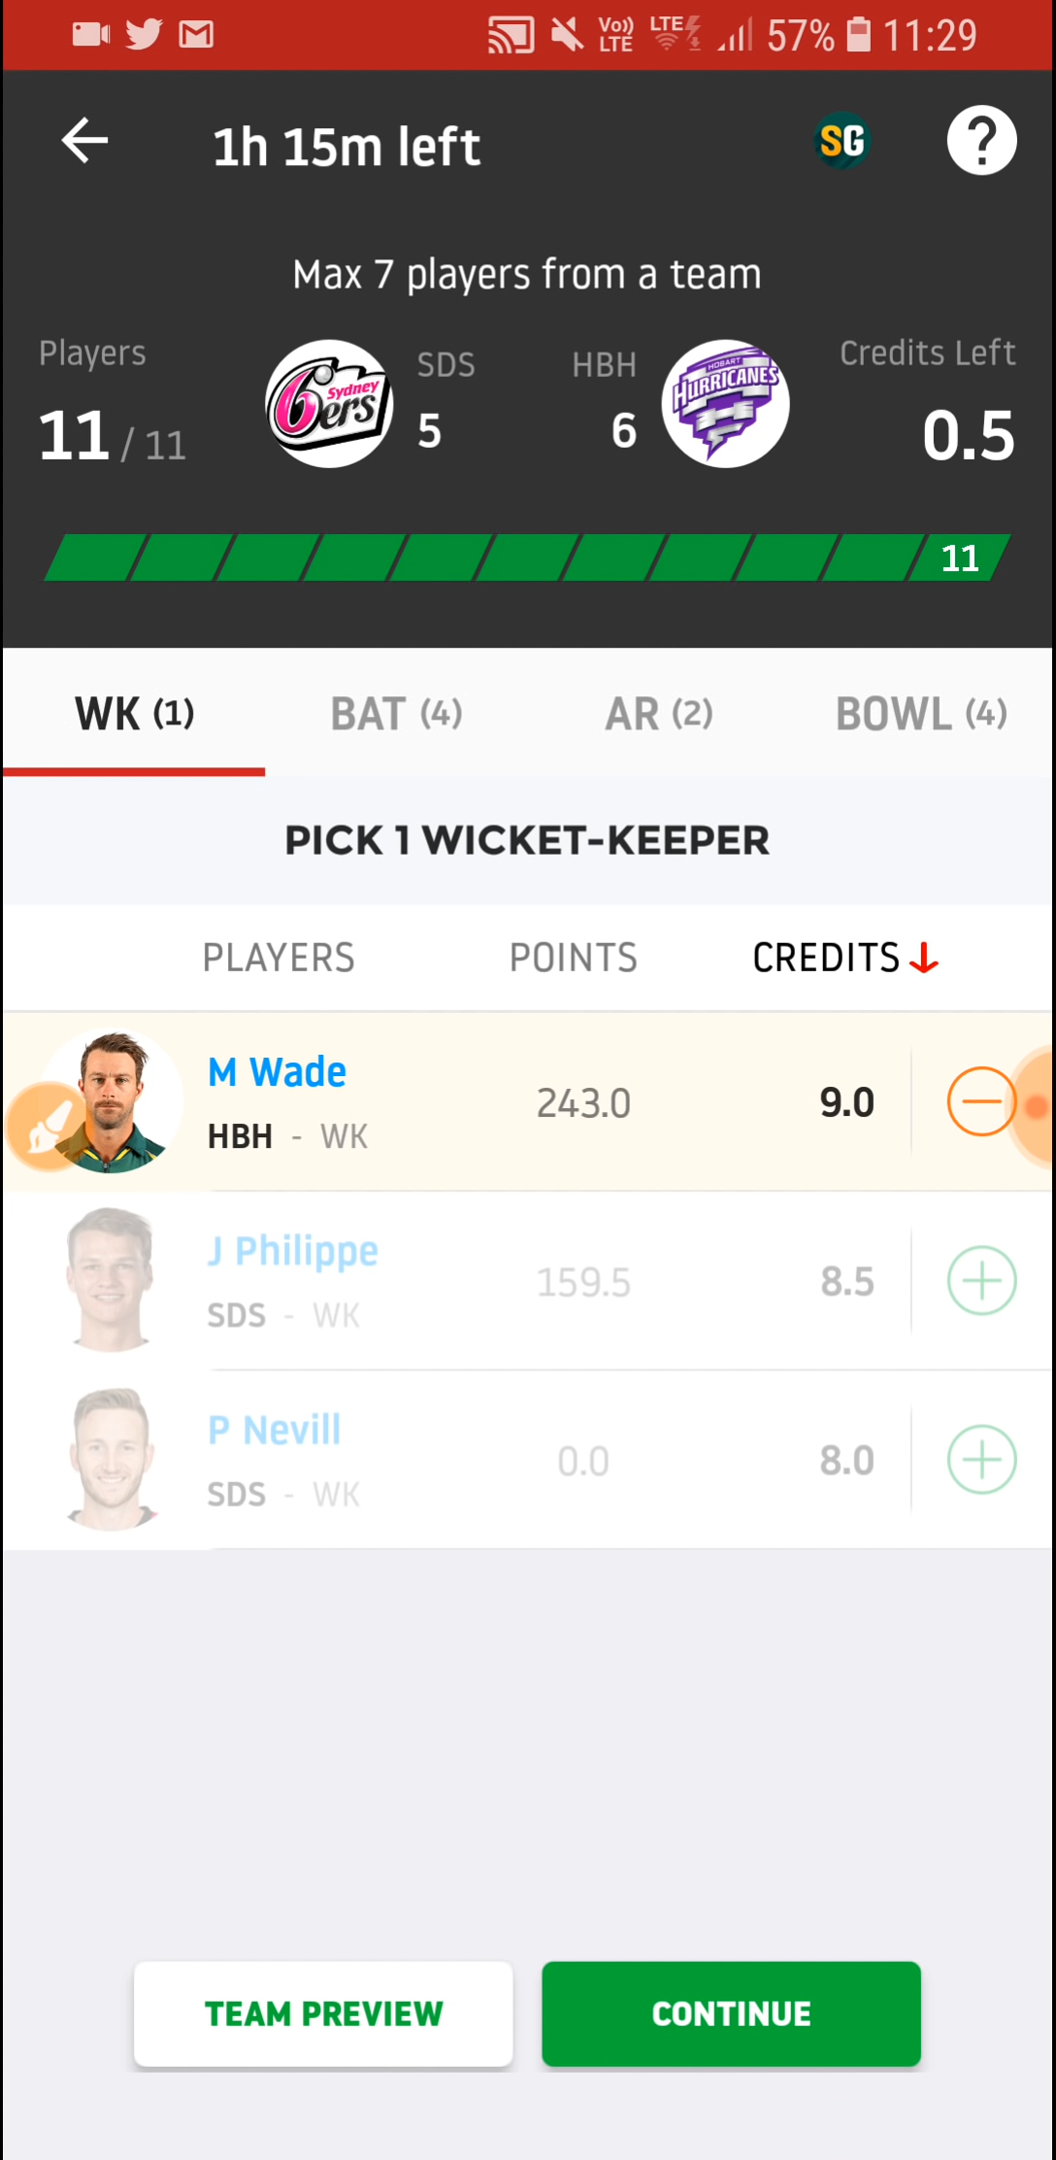 Vo)) LTE LTE 57% 11:29
1h 15m left SG ?
Max 7 players from a team
Players SDS HBH Credits Left
11 / 11 Sydney 6ers 5 6 HOBART HURRICANES 0.5
11
WK (1) BAT (4) AR (2) BOWL (4)
PICK 1 WICKET-KEEPER
PLAYERS POINTS CREDITS
M Wade 243.0 9.0
HBH - WK
J Philippe 159.5 8.5
SDS - WK
P Nevill 0.0 8.0
SDS - WK
TEAM PREVIEW CONTINUE